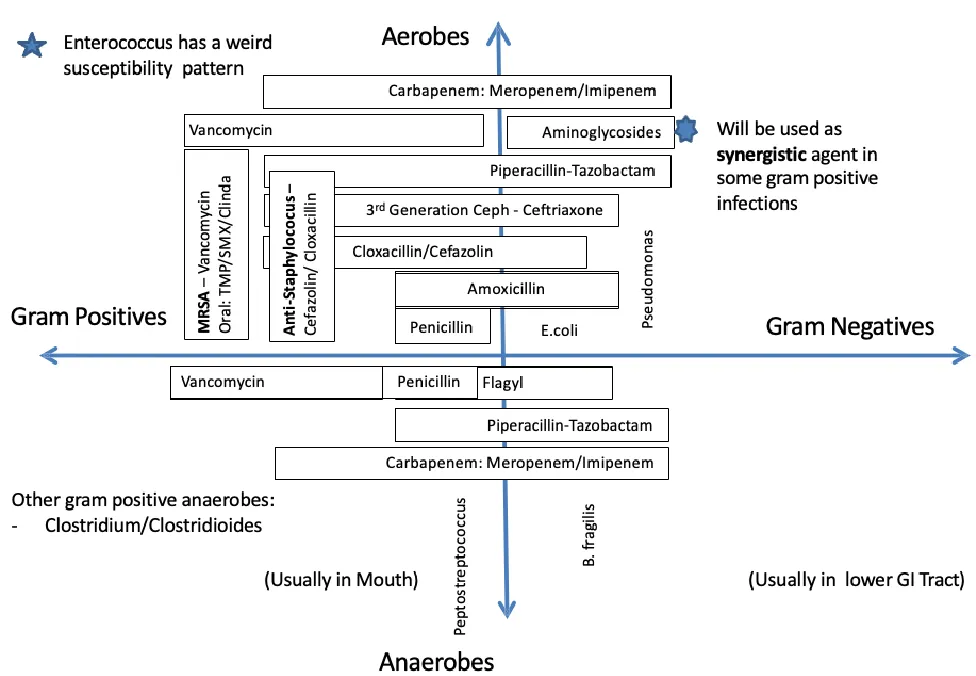 Aerobes
Enterococcus has a weird
susceptibility pattern
Carbapenem: Meropenem/Imipenem
Vancomycin
Aminoglycosides
Will be used as
synergistic agent in
some gram positive
infections
Piperacillin-Tazobactam
MRSA – Vancomycin
Oral: TMP/SMX/Clinda
Anti-Staphylococus –
Cefazolin/ Cloxacillin
3rd Generation Ceph - Ceftriaxone
Cloxacillin/Cefazolin
Pseudomonas
Amoxicillin
Penicillin
E.coli
Gram Positives
Gram Negatives
Vancomycin
Penicillin
Flagyl
Piperacillin-Tazobactam
Carbapenem: Meropenem/Imipenem
Other gram positive anaerobes:
- Clostridium/Clostridioides
Peptostreptococcus
B. fragilis
(Usually in Mouth)
(Usually in lower GI Tract)
Anaerobes